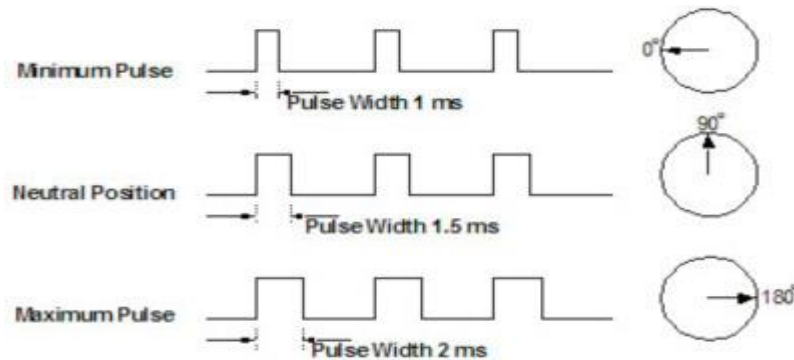 Minimum Pulse
Pulse Width 1 ms
0°
90°
Neutral Position
Pulse Width 1.5 ms
Maximum Pulse
Pulse Width 2 ms
180°